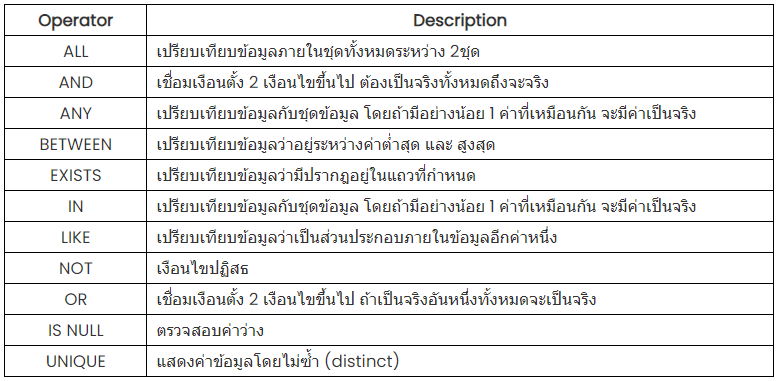 Operator Description
ALL เปรียบเทียบข้อมูลภายในชุดทั้งหมดระหว่าง 2ชุด
AND เชื่อมเงือนตั้ง 2 เงือนไขขึ้นไป ต้องเป็นจริงทั้งหมดถึงจะจริง
ANY เปรียบเทียบข้อมูลกับชุดข้อมูล โดยถ้ามีอย่างน้อย 1 ค่าที่เหมือนกัน จะมีค่าเป็นจริง
BETWEEN เปรียบเทียบข้อมูลว่าอยู่ระหว่างค่าต่ำสุด และ สูงสุด
EXISTS เปรียบเทียบข้อมูลว่ามีปรากฎอยู่ในแถวที่กำหนด
IN เปรียบเทียบข้อมูลกับชุดข้อมูล โดยถ้ามีอย่างน้อย 1 ค่าที่เหมือนกัน จะมีค่าเป็นจริง
LIKE เปรียบเทียบข้อมูลว่าเป็นส่วนประกอบภายในข้อมูลอีกค่าหนึ่ง
NOT เงือนไขปฏิสธ
OR เชื่อมเงือนตั้ง 2 เงือนไขขึ้นไป ถ้าเป็นจริงอันหนึ่งทั้งหมดจะเป็นจริง
IS NULL ตรวจสอบค่าว่าง
UNIQUE แสดงค่าข้อมูลโดยไม่ซ้ำ (distinct)